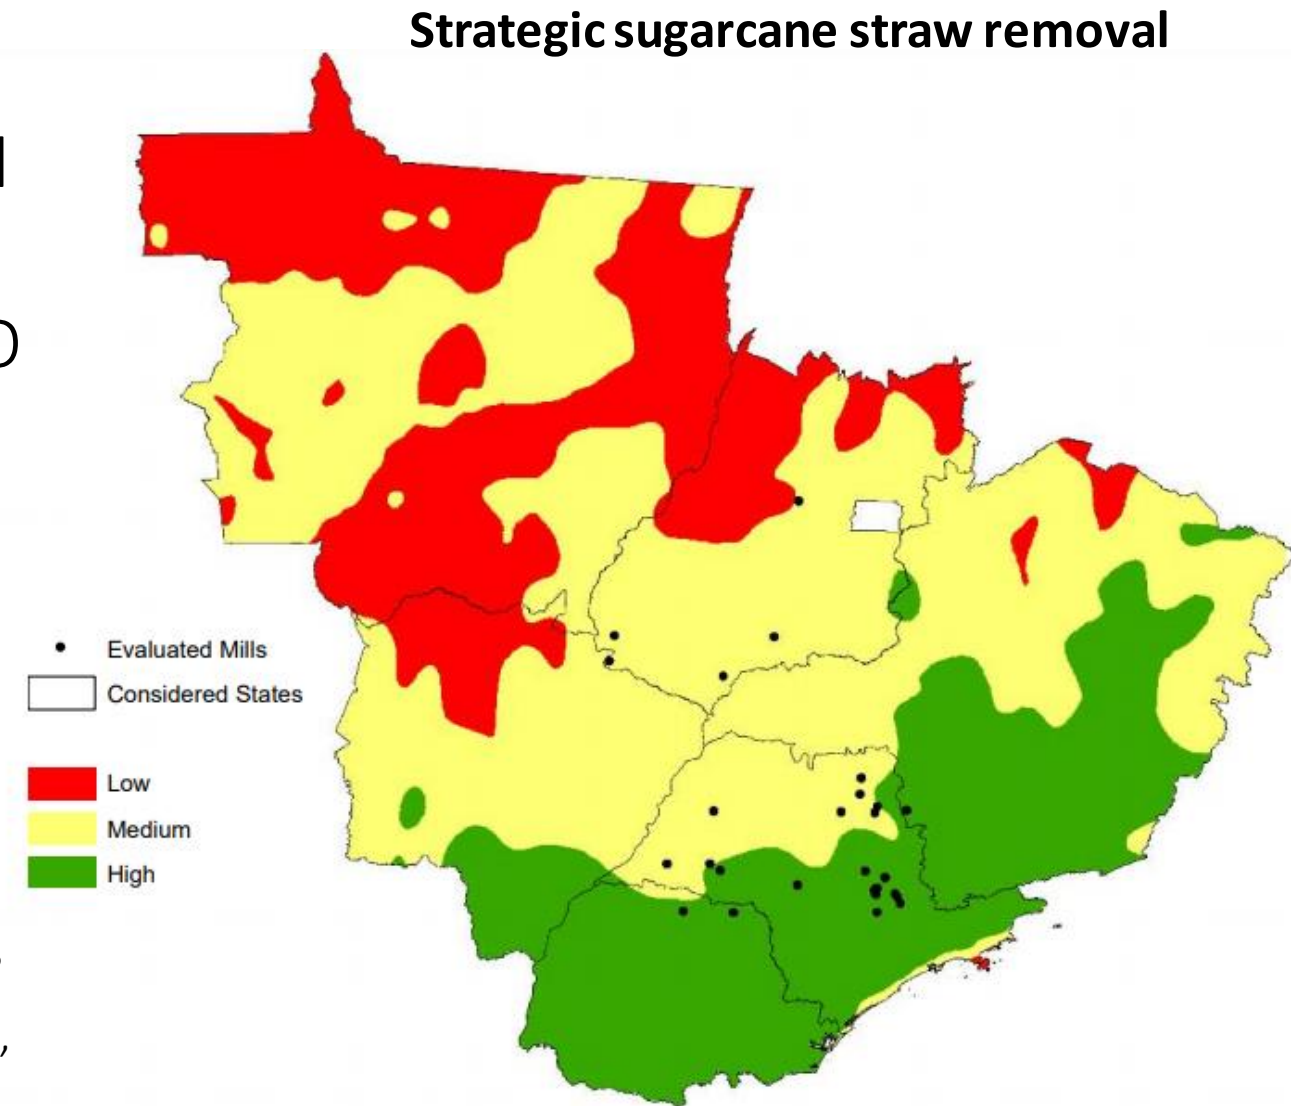 Strategic sugarcane straw removal
Evaluated Mills
Considered States
Low
Medium
High